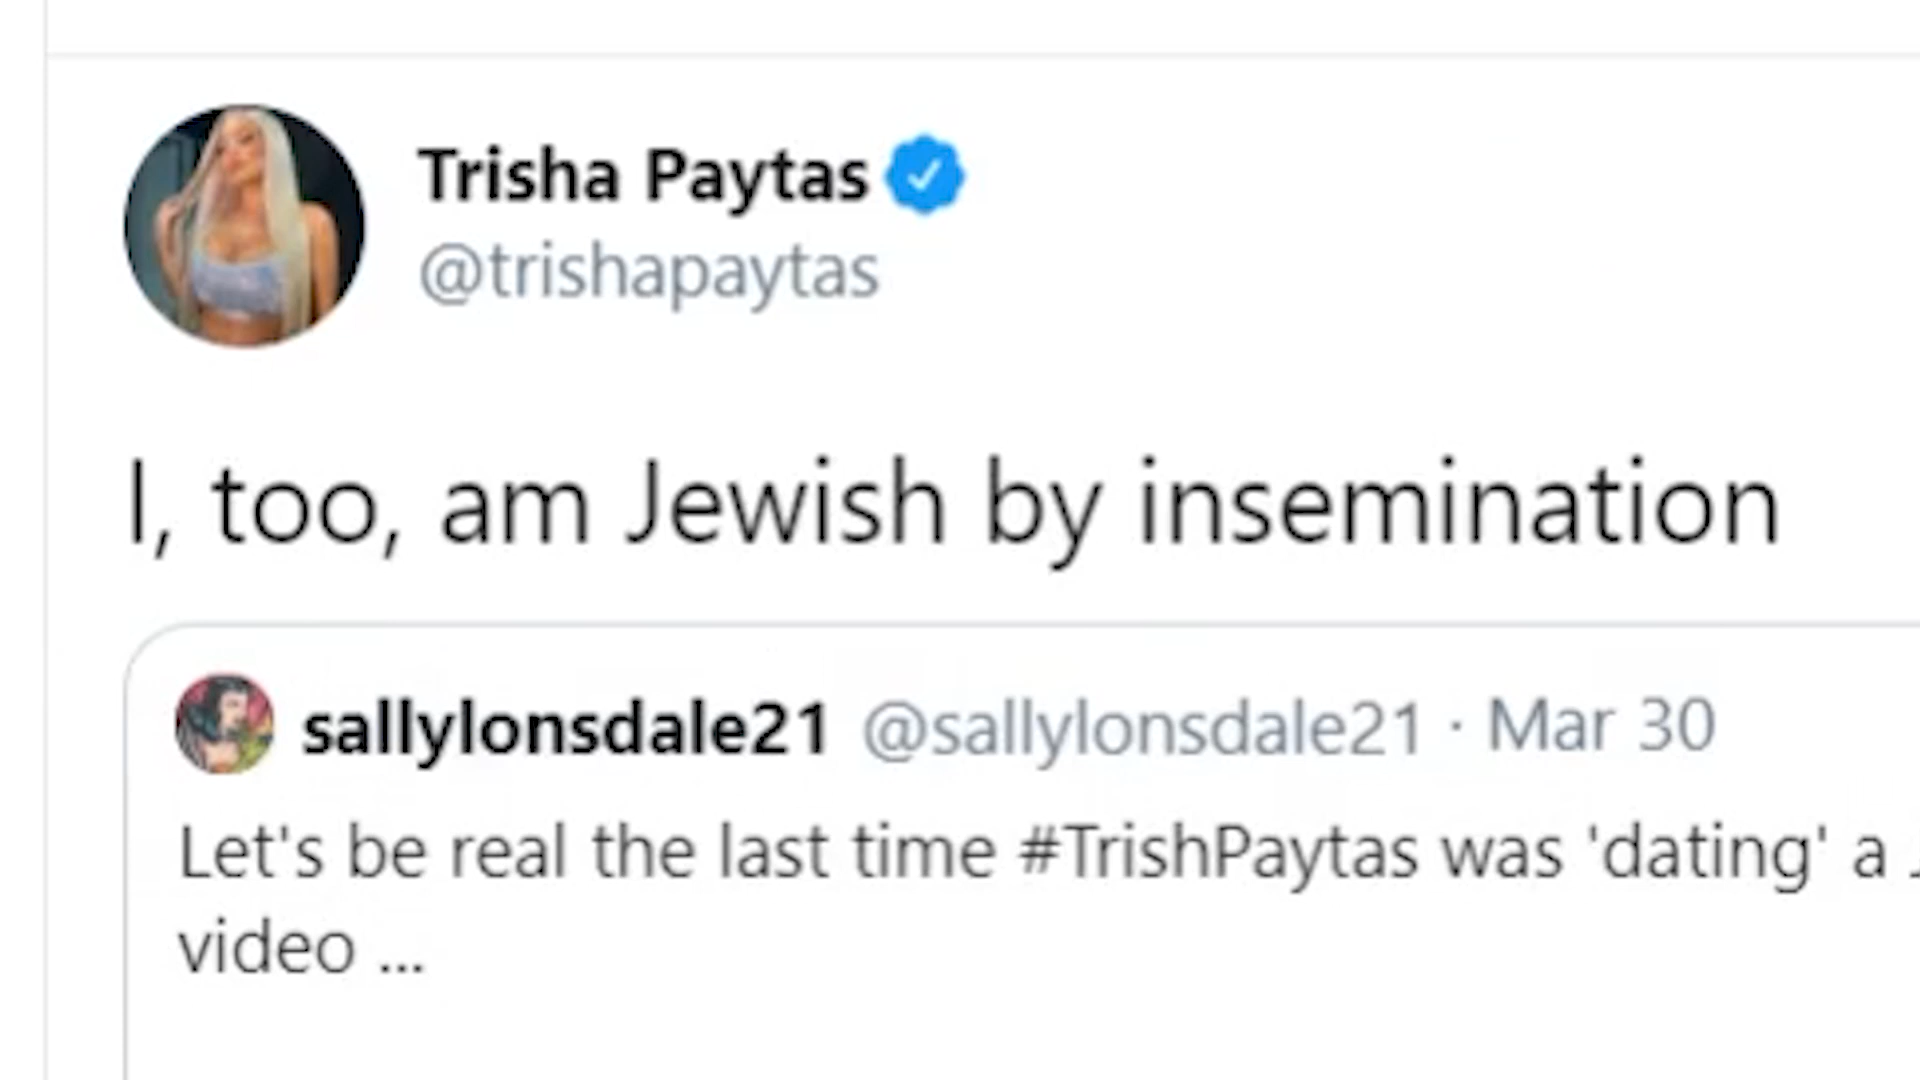 Trisha Paytas
@trishapaytas
I, too, am Jewish by insemination
sallylonsdale21 @sallylonsdale21 · Mar 30
Let's be real the last time #TrishPaytas was 'dating' a
video ...